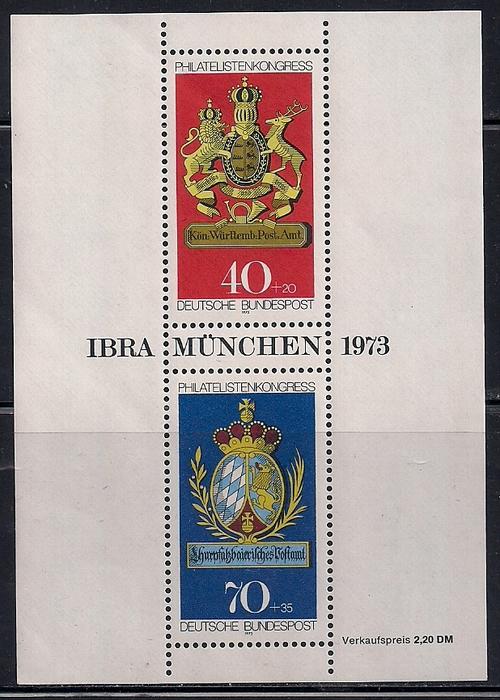 PHILATELISTENKONGRESS
Kön: Württemb: Post. Amt.
40+20
DEUTSCHE BUNDESPOST
1973
IBRA MÜNCHEN 1973
PHILATELISTENKONGRESS
Churpfalzbaierisches Postamt
70+35
DEUTSCHE BUNDESPOST
1973
Verkaufspreis 2,20 DM